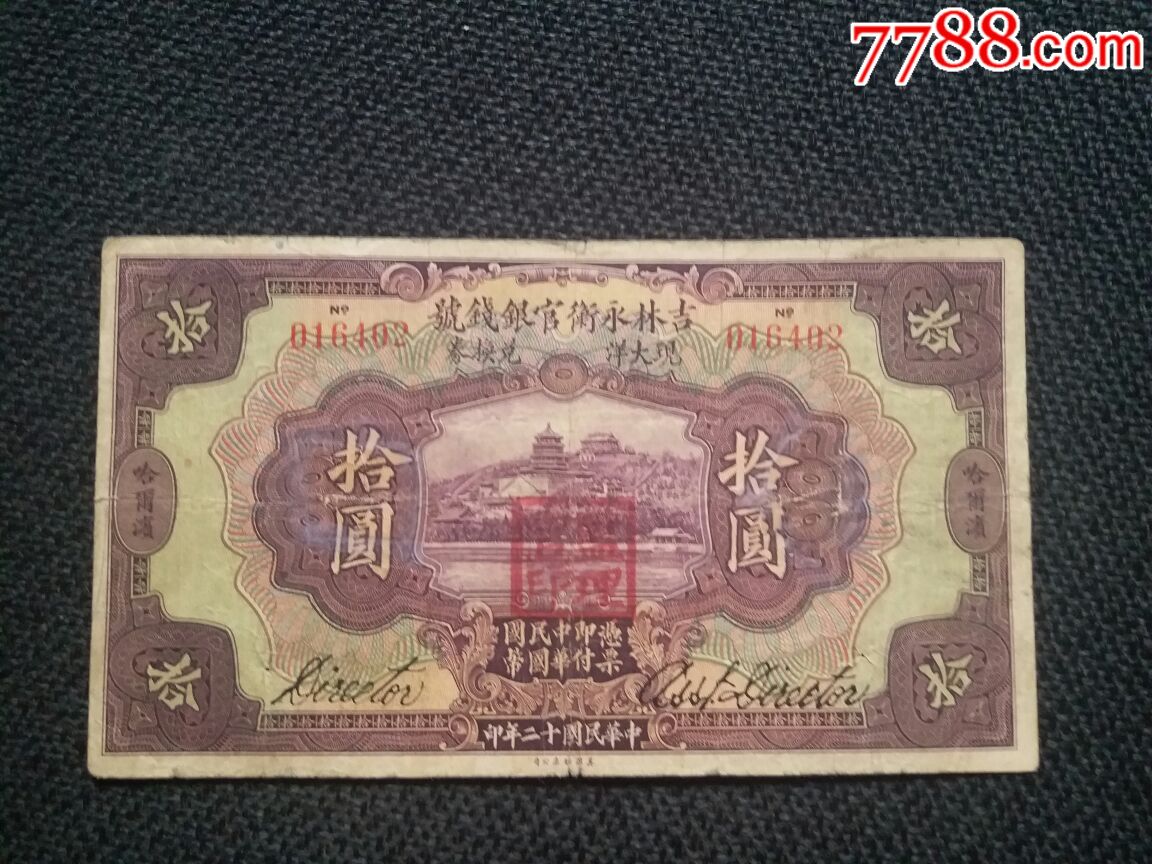 7788.com
吉林永衡官銀錢號
No 016402
No 016402
現大洋 兌換券
拾
拾
拾圓
拾圓
哈爾濱
哈爾濱
憑票即付中華民國國幣
拾
拾
Director
Asst. Director
中華民國十二年印